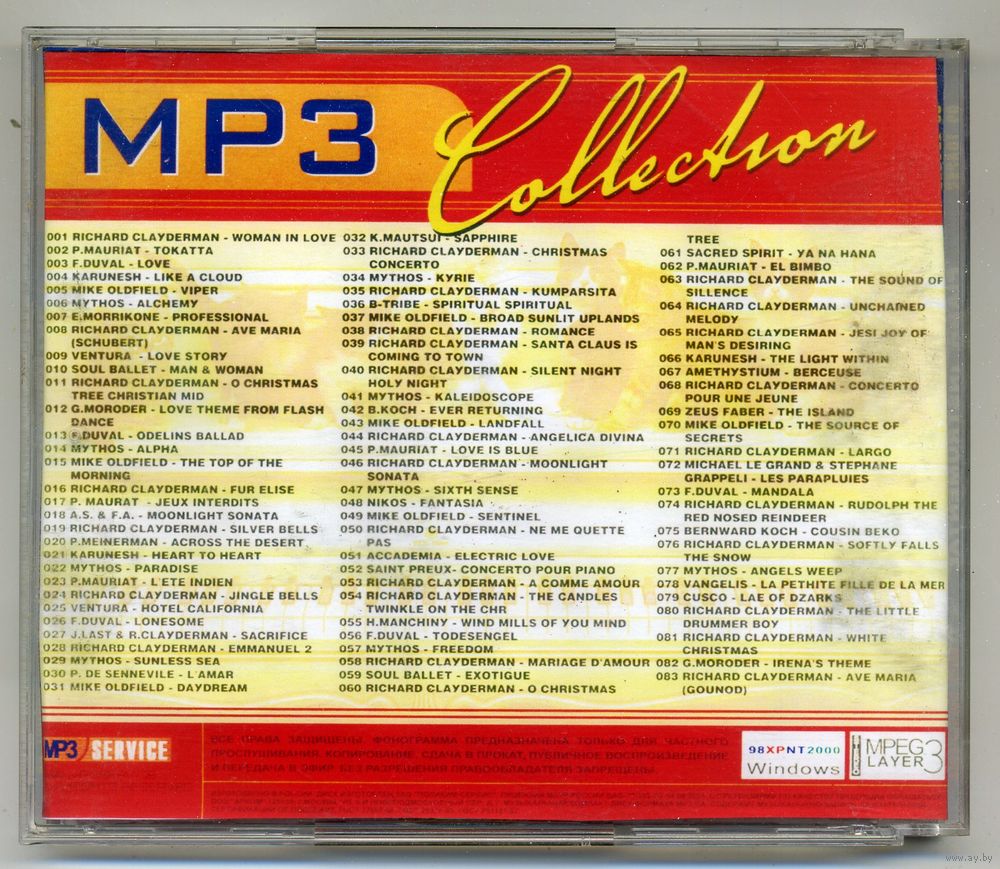 MP3
Collection
001 RICHARD CLAYDERMAN - WOMAN IN LOVE
002 P.MAURIAT - TOKATTA
003 F.DUVAL - LOVE
004 KARUNESH - LIKE A CLOUD
005 MIKE OLDFIELD - VIPER
006 MYTHOS - ALCHEMY
007 E.MORRIKONE - PROFESSIONAL
008 RICHARD CLAYDERMAN - AVE MARIA
(SCHUBERT)
009 VENTURA - LOVE STORY
010 SOUL BALLET - MAN & WOMAN
011 RICHARD CLAYDERMAN - O CHRISTMAS
TREE CHRISTIAN MID
012 G.MORODER - LOVE THEME FROM FLASH
DANCE
013 F.DUVAL - ODELINS BALLAD
014 MYTHOS - ALPHA
015 MIKE OLDFIELD - THE TOP OF THE
MORNING
016 RICHARD CLAYDERMAN - FUR ELISE
017 P. MAURAT - JEUX INTERDITS
018 A.S. & F.A. - MOONLIGHT SONATA
019 RICHARD CLAYDERMAN - SILVER BELLS
020 P.MEINERMAN - ACROSS THE DESERT
021 KARUNESH - HEART TO HEART
022 MYTHOS - PARADISE
023 P.MAURIAT - L'ETE INDIEN
024 RICHARD CLAYDERMAN - JINGLE BELLS
025 VENTURA - HOTEL CALIFORNIA
026 F.DUVAL - LONESOME
027 J.LAST & R.CLAYDERMAN - SACRIFICE
028 RICHARD CLAYDERMAN - EMMANUEL 2
029 MYTHOS - SUNLESS SEA
030 P. DE SENNEVILE - L'AMAR
031 MIKE OLDFIELD - DAYDREAM
032 K.MAUTSUI - SAPPHIRE
033 RICHARD CLAYDERMAN - CHRISTMAS
CONCERTO
034 MYTHOS - KYRIE
035 RICHARD CLAYDERMAN - KUMPARSITA
036 B-TRIBE - SPIRITUAL SPIRITUAL
037 MIKE OLDFIELD - BROAD SUNLIT UPLANDS
038 RICHARD CLAYDERMAN - ROMANCE
039 RICHARD CLAYDERMAN - SANTA CLAUS IS
COMING TO TOWN
040 RICHARD CLAYDERMAN - SILENT NIGHT
HOLY NIGHT
041 MYTHOS - KALEIDOSCOPE
042 B.KOCH - EVER RETURNING
043 MIKE OLDFIELD - LANDFALL
044 RICHARD CLAYDERMAN - ANGELICA DIVINA
045 P.MAURIAT - LOVE IS BLUE
046 RICHARD CLAYDERMAN - MOONLIGHT
SONATA
047 MYTHOS - SIXTH SENSE
048 NIKOS - FANTASIA
049 MIKE OLDFIELD - SENTINEL
050 RICHARD CLAYDERMAN - NE ME QUETTE
PAS
051 ACCADEMIA - ELECTRIC LOVE
052 SAINT PREUX- CONCERTO POUR PIANO
053 RICHARD CLAYDERMAN - A COMME AMOUR
054 RICHARD CLAYDERMAN - THE CANDLES
TWINKLE ON THE CHR
055 H.MANCHINY - WIND MILLS OF YOU MIND
056 F.DUVAL - TODESENGEL
057 MYTHOS - FREEDOM
058 RICHARD CLAYDERMAN - MARIAGE D'AMOUR
059 SOUL BALLET - EXOTIGUE
060 RICHARD CLAYDERMAN - O CHRISTMAS
TREE
061 SACRED SPIRIT - YA NA HANA
062 P.MAURIAT - EL BIMBO
063 RICHARD CLAYDERMAN - THE SOUND OF
SILLENCE
064 RICHARD CLAYDERMAN - UNCHAINED
MELODY
065 RICHARD CLAYDERMAN - JESI JOY OF
MAN'S DESIRING
066 KARUNESH - THE LIGHT WITHIN
067 AMETHYSTIUM - BERCEUSE
068 RICHARD CLAYDERMAN - CONCERTO
POUR UNE JEUNE
069 ZEUS FABER - THE ISLAND
070 MIKE OLDFIELD - THE SOURCE OF
SECRETS
071 RICHARD CLAYDERMAN - LARGO
072 MICHAEL LE GRAND & STEPHANE
GRAPPELI - LES PARAPLUIES
073 F.DUVAL - MANDALA
074 RICHARD CLAYDERMAN - RUDOLPH THE
RED NOSED REINDEER
075 BERNWARD KOCH - COUSIN BEKO
076 RICHARD CLAYDERMAN - SOFTLY FALLS
THE SNOW
077 MYTHOS - ANGELS WEEP
078 VANGELIS - LA PETHITE FILLE DE LA MER
079 CUSCO - LAE OF DZARKS
080 RICHARD CLAYDERMAN - THE LITTLE
DRUMMER BOY
081 RICHARD CLAYDERMAN - WHITE
CHRISTMAS
082 G.MORODER - IRENA'S THEME
083 RICHARD CLAYDERMAN - AVE MARIA
(GOUNOD)
MP3 SERVICE
ВСЕ ПРАВА ЗАЩИЩЕНЫ. ФОНОГРАММА ПРЕДНАЗНАЧЕНА ТОЛЬКО ДЛЯ ЧАСТНОГО
ПРОСЛУШИВАНИЯ. КОПИРОВАНИЕ, СДАЧА В ПРОКАТ, ПУБЛИЧНОЕ ВОСПРОИЗВЕДЕНИЕ
И ПЕРЕДАЧА В ЭФИР БЕЗ РАЗРЕШЕНИЯ ПРАВООБЛАДАТЕЛЯ ЗАПРЕЩЕНЫ.
98XPNT2000
Windows
MPEG
LAYER 3
www.ay.by